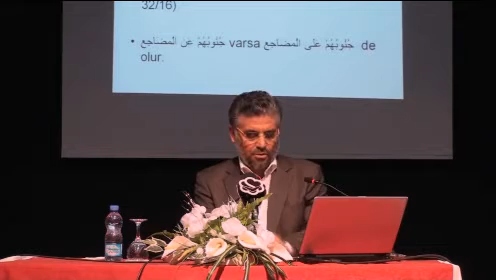 32/16)
• جُنُوبُهُمْ عَنِ الْمَضَاجِعِ varsa جُنُوبُهُمْ عَلَى الْمَضَاجِعِ de
olur.